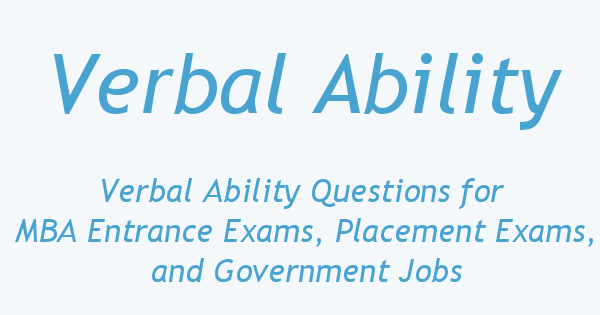 Verbal Ability
Verbal Ability Questions for
MBA Entrance Exams, Placement Exams,
and Government Jobs